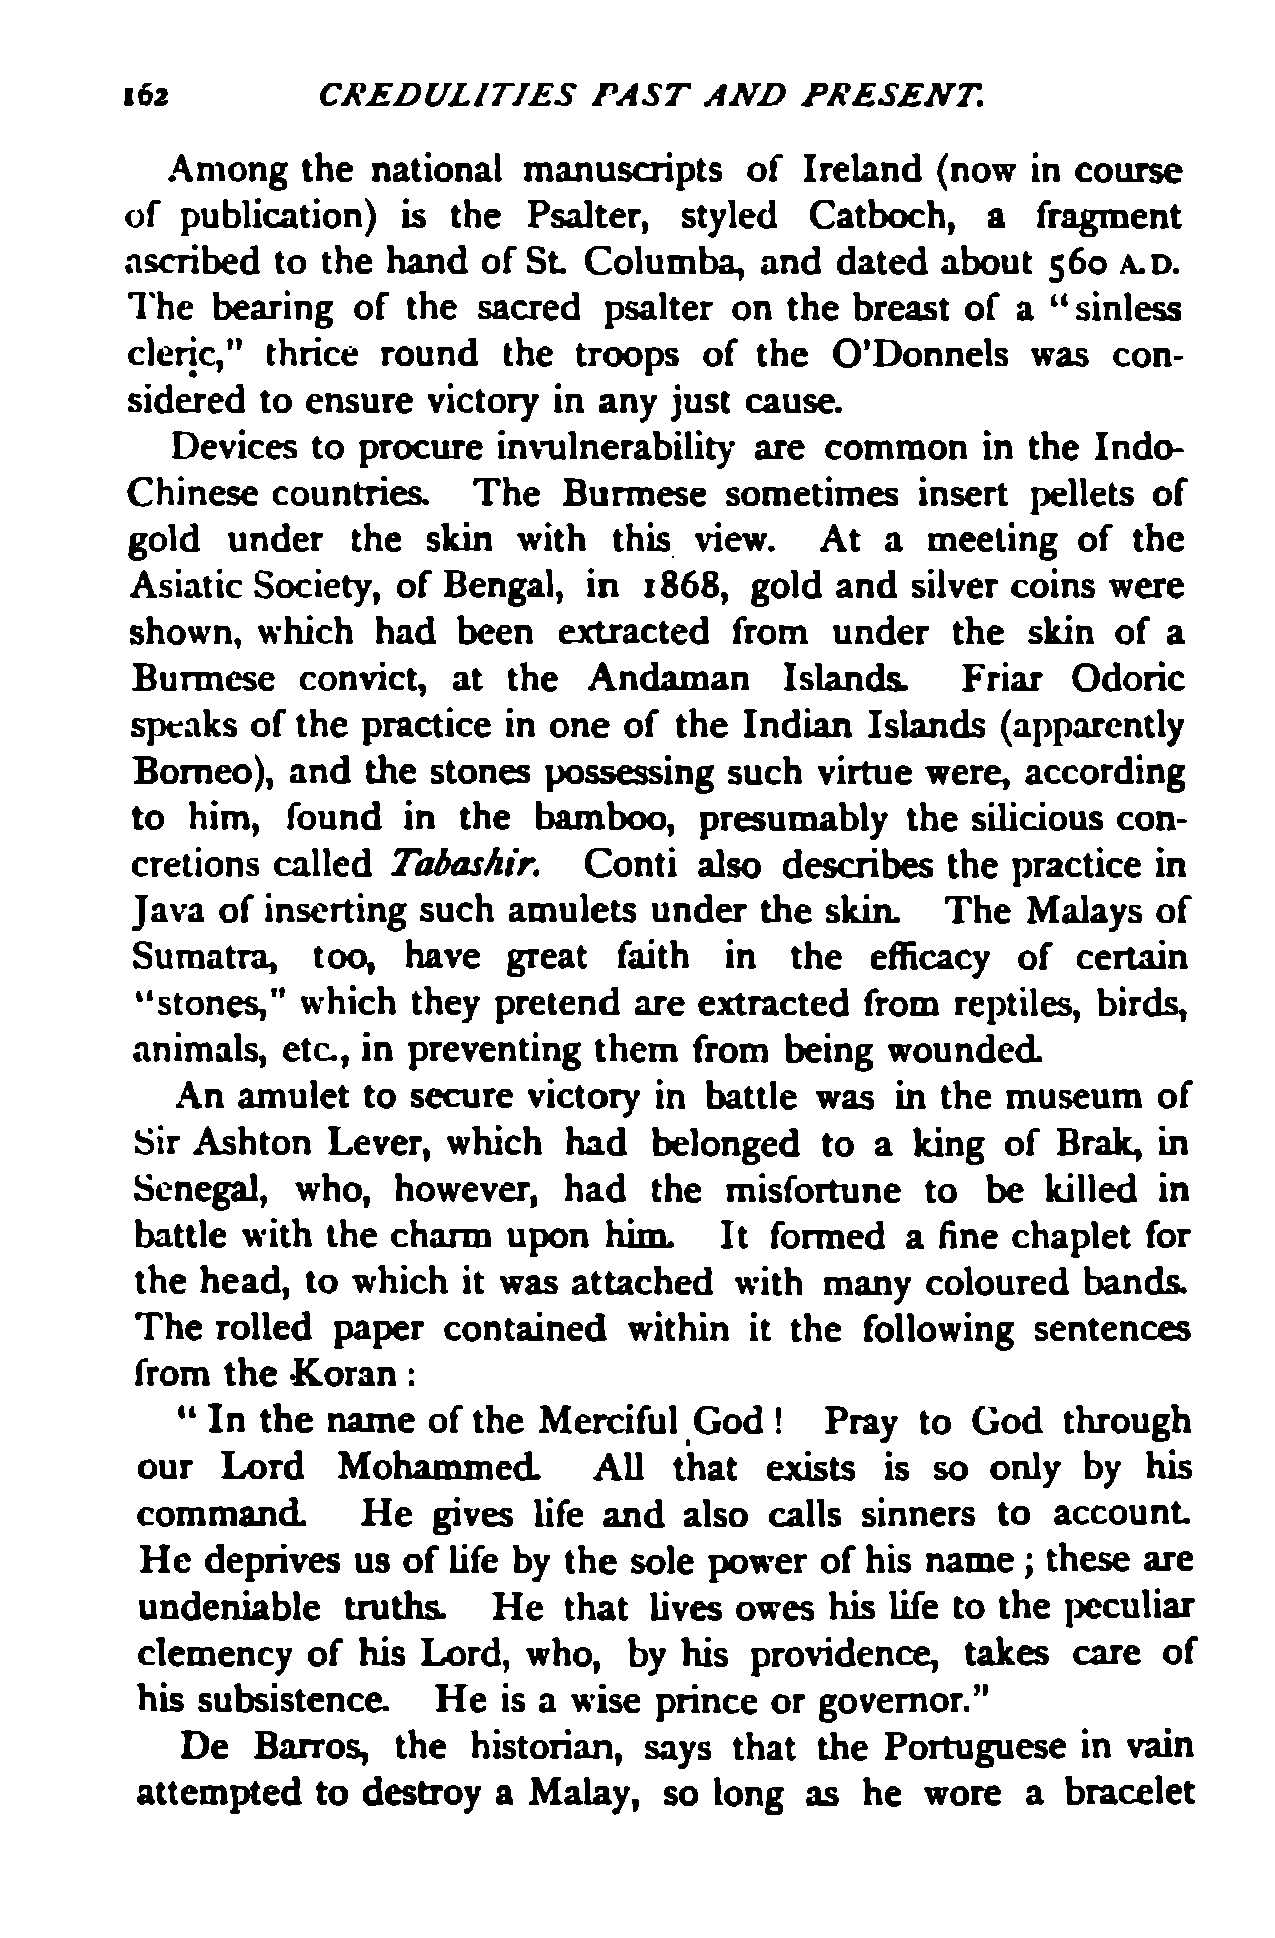 162 CREDULITIES PAST AND PRESENT.
Among the national manuscripts of Ireland (now in course
of publication) is the Psalter, styled Catboch, a fragment
ascribed to the hand of St. Columba, and dated about 560 A.D.
The bearing of the sacred psalter on the breast of a "sinless
cleric," thrice round the troops of the O'Donnels was con-
sidered to ensure victory in any just cause.
Devices to procure invulnerability are common in the Indo-
Chinese countries. The Burmese sometimes insert pellets of
gold under the skin with this view. At a meeting of the
Asiatic Society, of Bengal, in 1868, gold and silver coins were
shown, which had been extracted from under the skin of a
Burmese convict, at the Andaman Islands. Friar Odoric
speaks of the practice in one of the Indian Islands (apparently
Borneo), and the stones possessing such virtue were, according
to him, found in the bamboo, presumably the silicious con-
cretions called Tabashir. Conti also describes the practice in
Java of inserting such amulets under the skin. The Malays of
Sumatra, too, have great faith in the efficacy of certain
"stones," which they pretend are extracted from reptiles, birds,
animals, etc., in preventing them from being wounded.
An amulet to secure victory in battle was in the museum of
Sir Ashton Lever, which had belonged to a king of Brak, in
Senegal, who, however, had the misfortune to be killed in
battle with the charm upon him. It formed a fine chaplet for
the head, to which it was attached with many coloured bands.
The rolled paper contained within it the following sentences
from the Koran :
" In the name of the Merciful God ! Pray to God through
our Lord Mohammed. All that exists is so only by his
command. He gives life and also calls sinners to account.
He deprives us of life by the sole power of his name ; these are
undeniable truths. He that lives owes his life to the peculiar
clemency of his Lord, who, by his providence, takes care of
his subsistence. He is a wise prince or governor."
De Barros, the historian, says that the Portuguese in vain
attempted to destroy a Malay, so long as he wore a bracelet